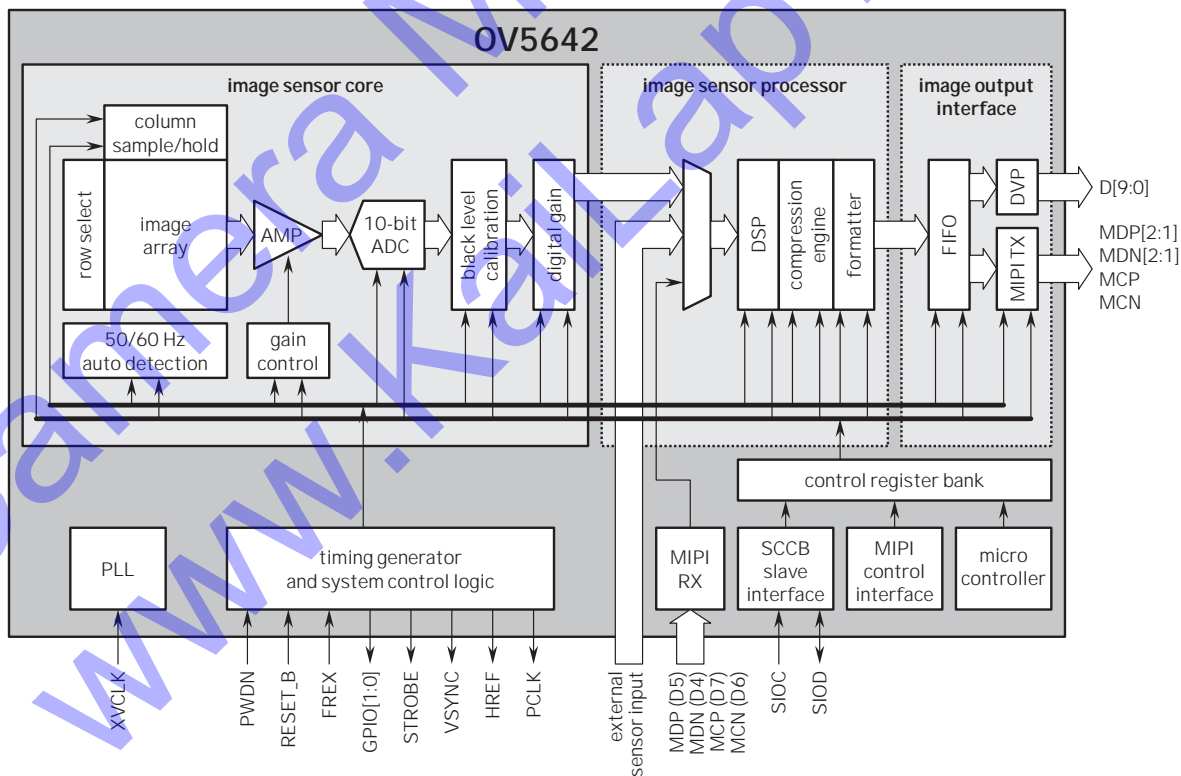 OV5642
image sensor core
image sensor processor
image output
interface
column
sample/hold
row select
image
array
AMP
10-bit
ADC
black level
calibration
digital gain
DSP
compression
engine
formatter
FIFO
DVP
MIPI TX
D[9:0]
MDP[2:1]
MDN[2:1]
MCP
MCN
50/60 Hz
auto detection
gain
control
control register bank
PLL
timing generator
and system control logic
MIPI
RX
SCCB
slave
interface
MIPI
control
interface
micro
controller
XVCLK
PWDN
RESET_B
FREX
GPIO[1:0]
STROBE
VSYNC
HREF
PCLK
external
sensor input
MDP (D5)
MDN (D4)
MCP (D7)
MCN (D6)
SIOC
SIOD